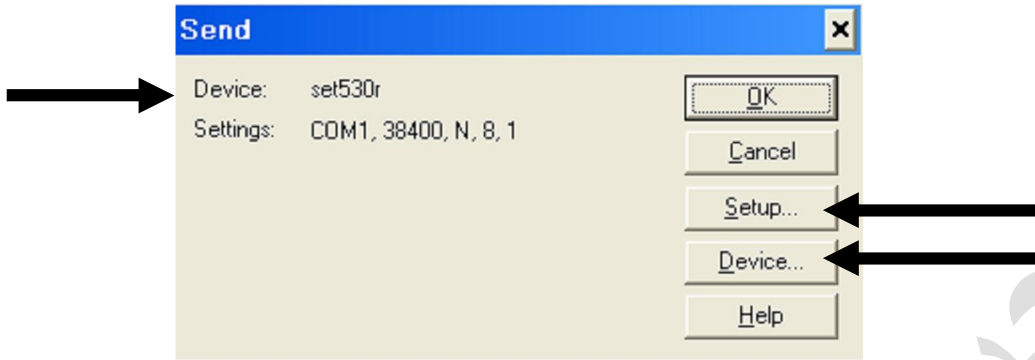 Send
Device: set530r
Settings: COM1, 38400, N, 8, 1
OK
Cancel
Setup...
Device...
Help